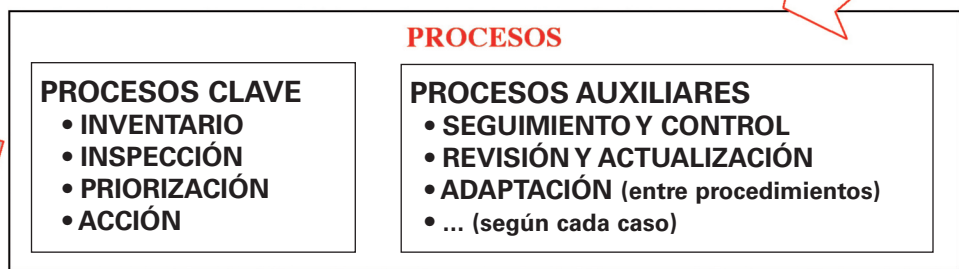 PROCESOS
PROCESOS CLAVE
• INVENTARIO
• INSPECCIÓN
• PRIORIZACIÓN
• ACCIÓN
PROCESOS AUXILIARES
• SEGUIMIENTO Y CONTROL
• REVISIÓN Y ACTUALIZACIÓN
• ADAPTACIÓN (entre procedimientos)
• ... (según cada caso)